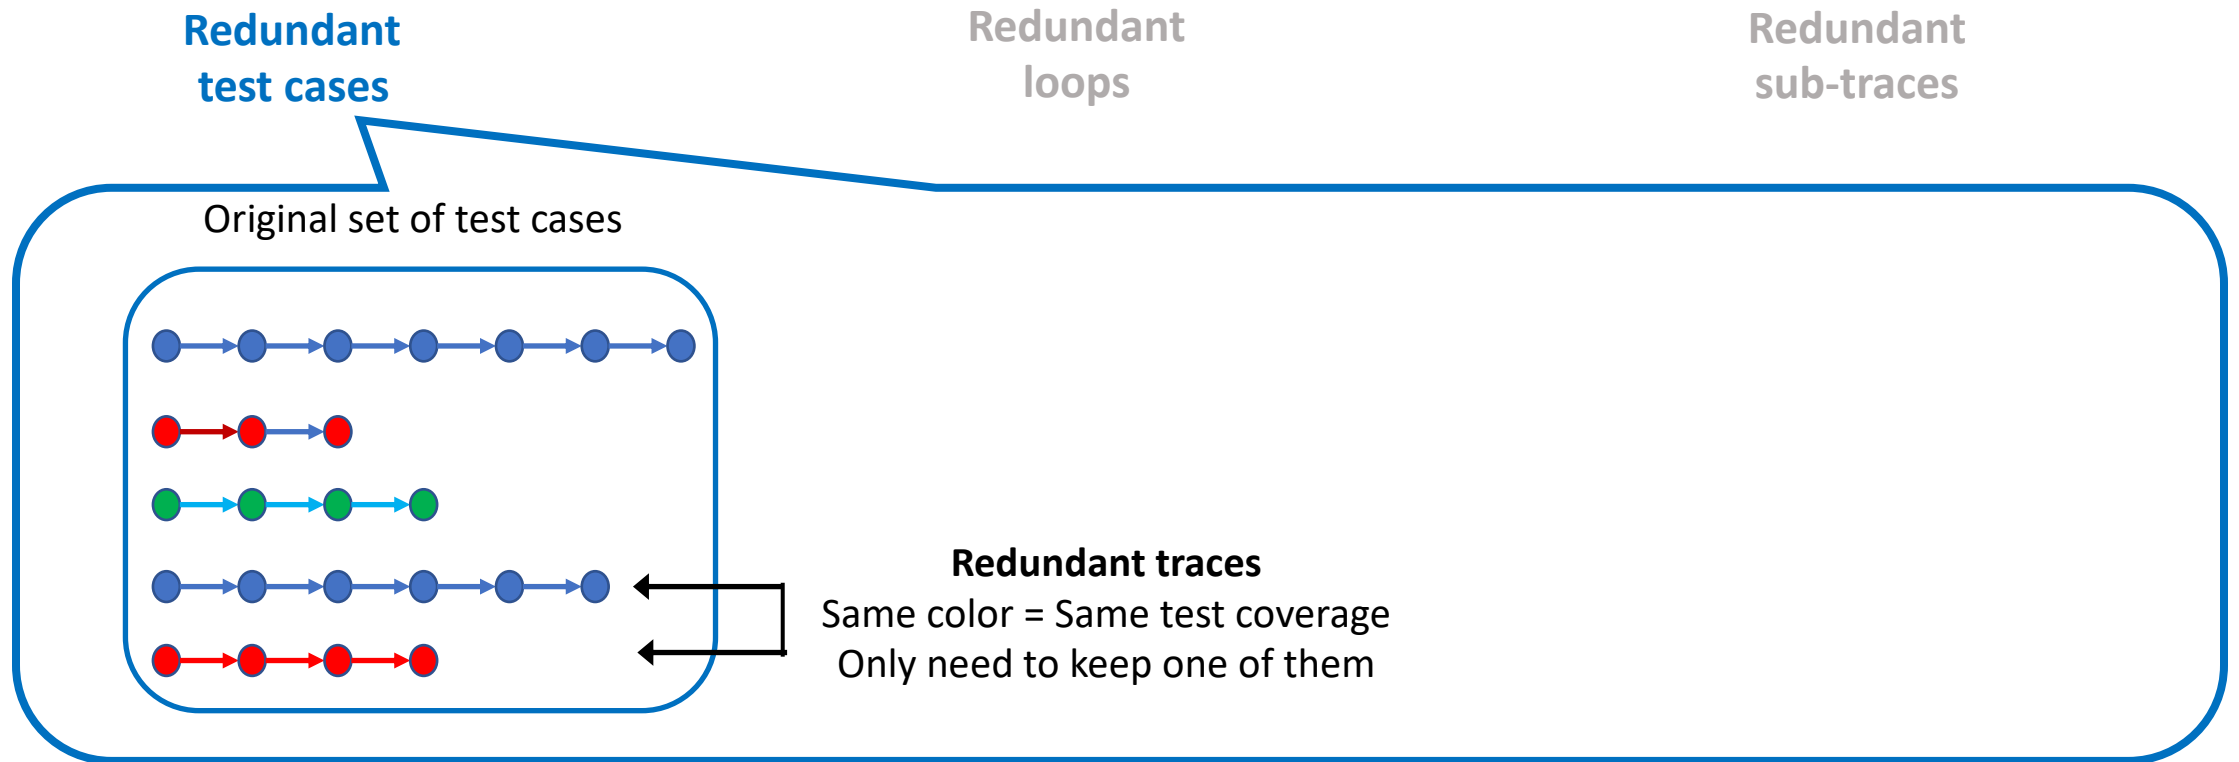 Redundant
test cases
Redundant
loops
Redundant
sub-traces
Original set of test cases
Redundant traces
Same color = Same test coverage
Only need to keep one of them